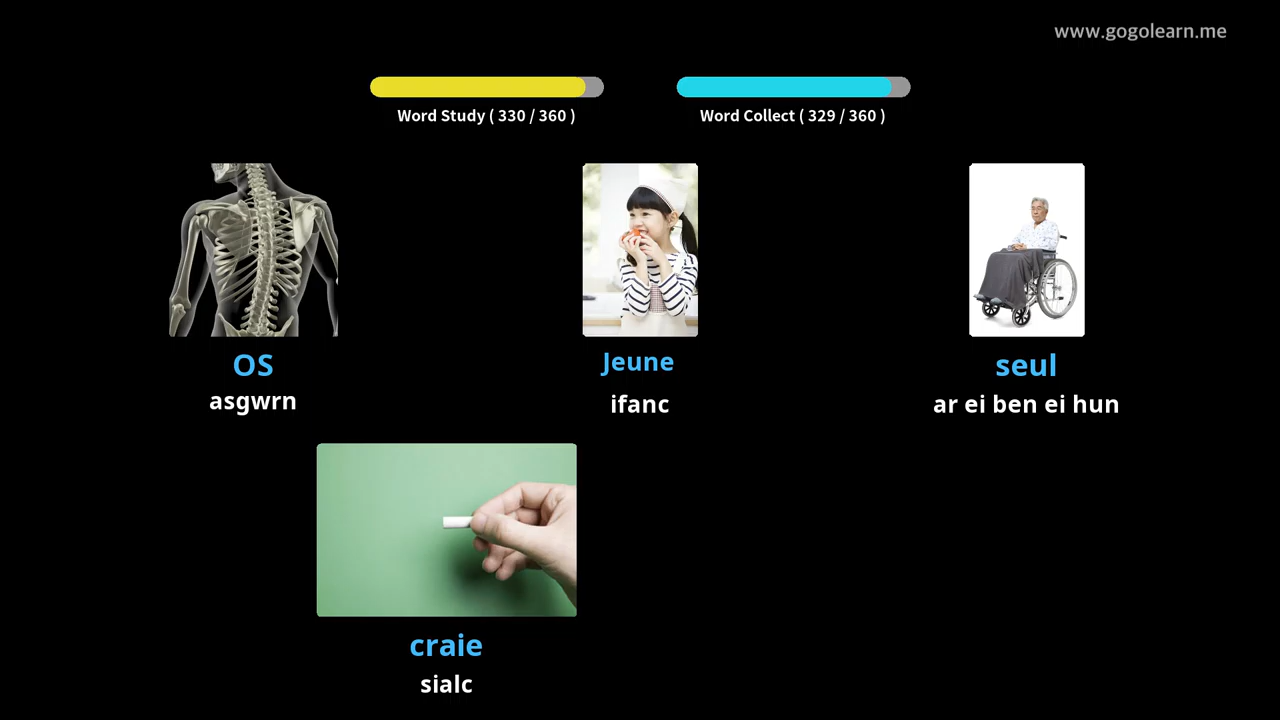 www.gogolearn.me
Word Study ( 330 / 360 )
Word Collect ( 329 / 360 )
OS
asgwrn
Jeune
ifanc
seul
ar ei ben ei hun
craie
sialc